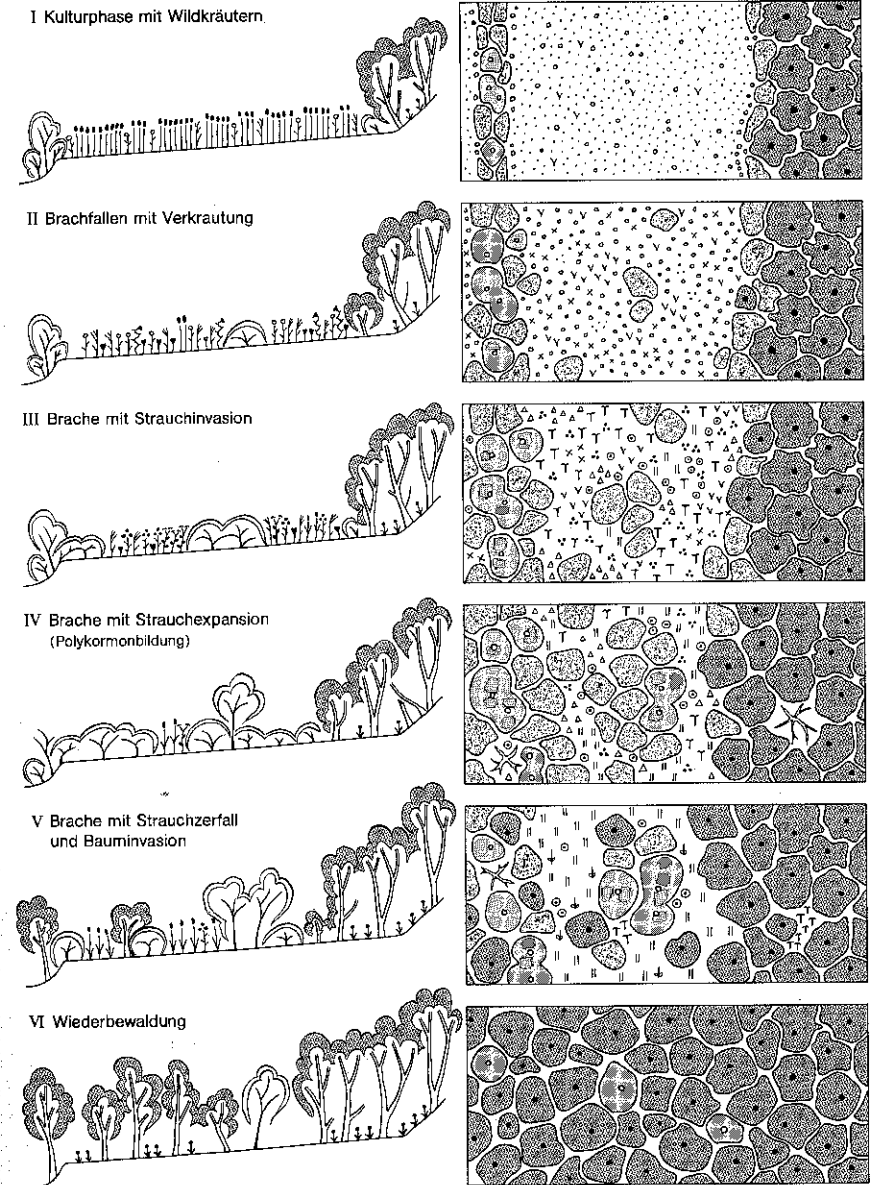 I Kulturphase mit Wildkräutern
II Brachfallen mit Verkrautung
III Brache mit Strauchinvasion
IV Brache mit Strauchexpansion
(Polykormonbildung)
V Brache mit Strauchzerfall
und Bauminvasion
VI Wiederbewaldung